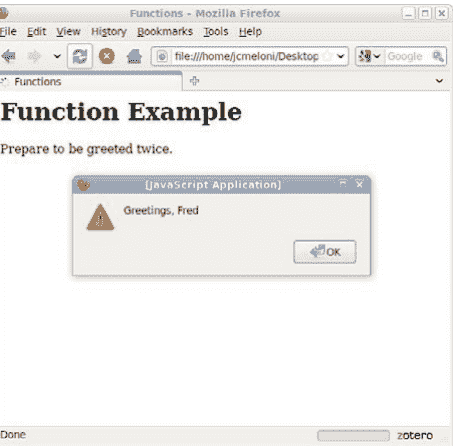 Functions - Mozilla Firefox
File Edit View History Bookmarks Tools Help
file:///home/jcmeloni/Desktop
Google
Functions
Function Example
Prepare to be greeted twice.
[JavaScript Application]
Greetings, Fred
OK
Done
zotero